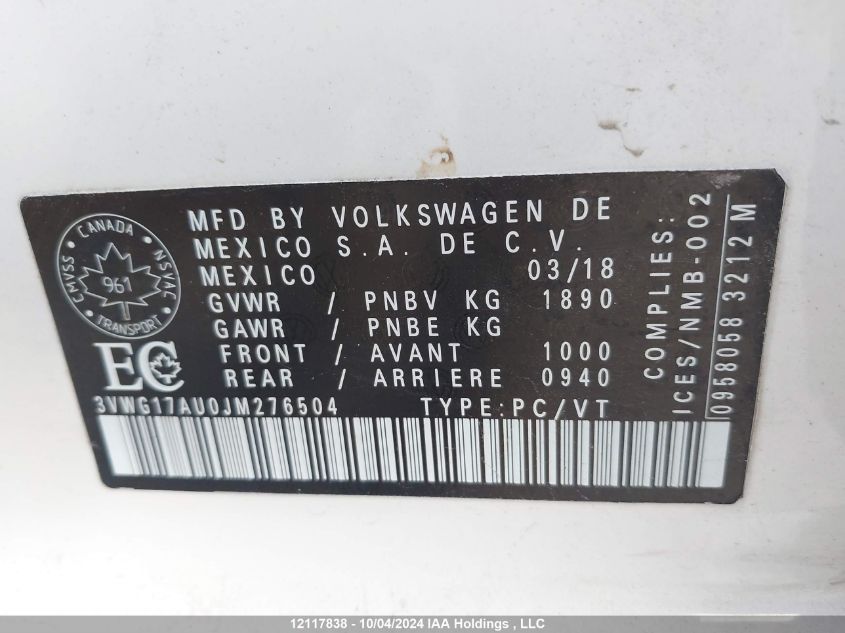 CANADA
CMVSS • NSVAC
961
TRANSPORT
EC
MFD BY VOLKSWAGEN DE
MEXICO S.A. DE C.V.
MEXICO 03/18
GVWR / PNBV KG 1890
GAWR / PNBE KG
FRONT / AVANT 1000
REAR / ARRIERE 0940
3VWG17AU0JM276504 TYPE:PC/VT
COMPLIES:
ICES/NMB-002
0958058 3212 M
12117838 - 10/04/2024 IAA Holdings , LLC